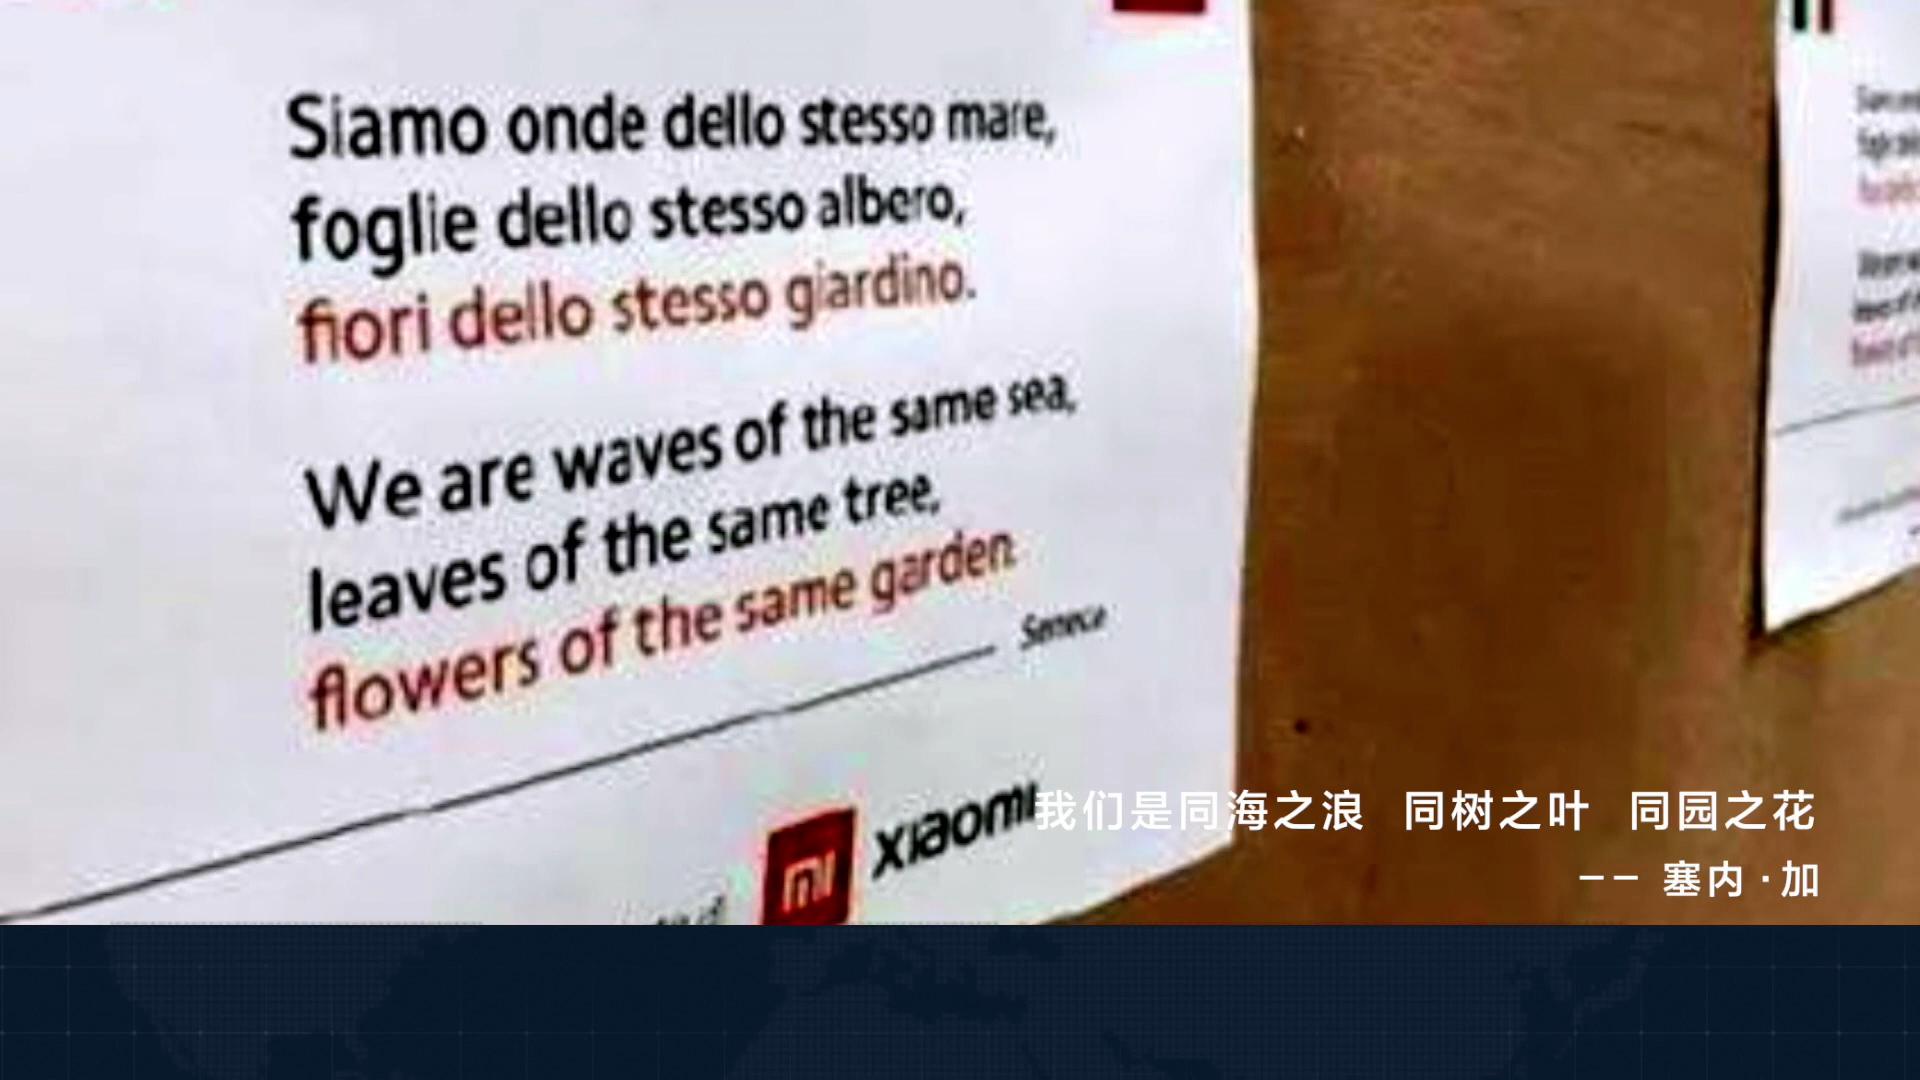 Siamo onde dello stesso mare,
foglie dello stesso albero,
fiori dello stesso giardino.
We are waves of the same sea,
leaves of the same tree,
flowers of the same garden.
Seneca
mi xiaomi
我们是同海之浪 同树之叶 同园之花
-- 塞内·加